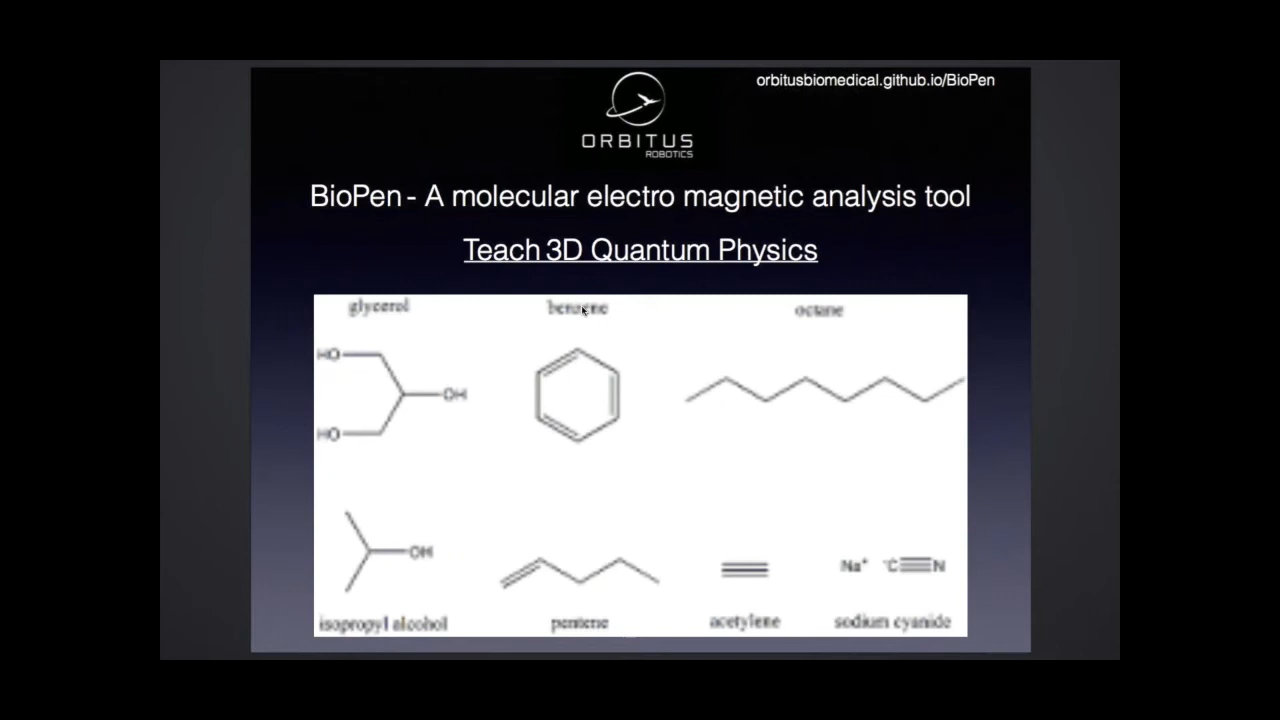 orbitusbiomedical.github.io/BioPen
ORBITUS
ROBOTICS
BioPen - A molecular electro magnetic analysis tool
Teach 3D Quantum Physics
glycerol benzene octane
HO
OH
HO
OH
Na⁺ ⁻C N
isopropyl alcohol pentene acetylene sodium cyanide